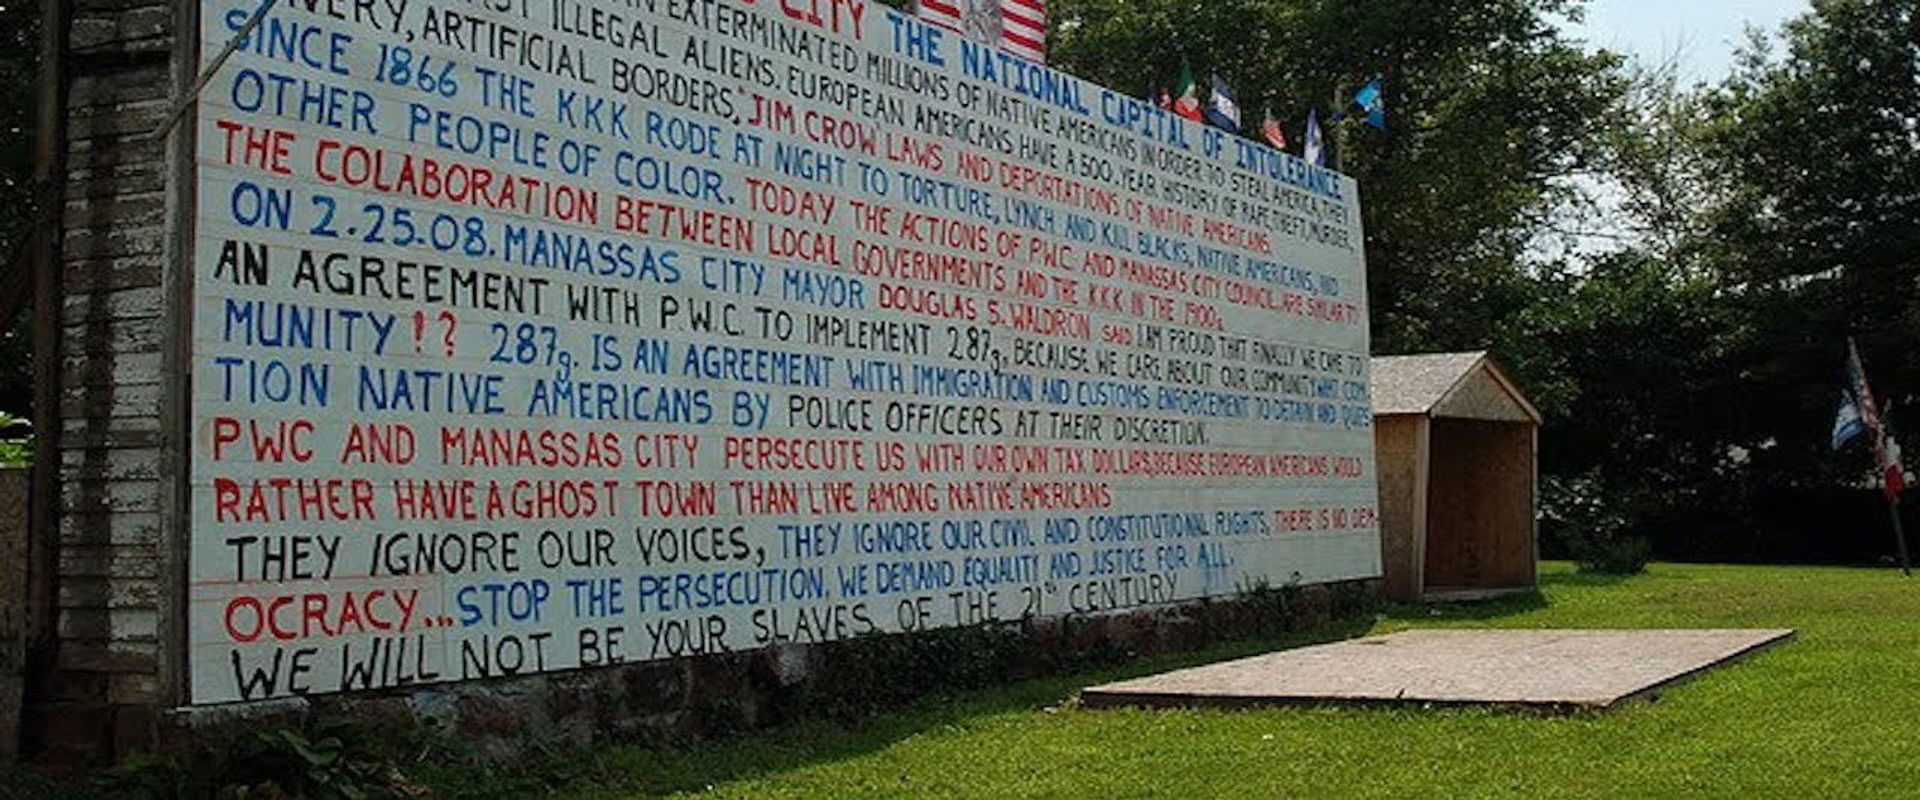 CITY THE NATIONAL CAPITAL OF INTOLERANCE
EXTERMINATED MILLIONS OF NATIVE AMERICANS IN ORDER TO STEAL AMERICA, THEY
ILLEGAL ALIENS. EUROPEAN AMERICANS HAVE A 500. YEAR HISTORY OF RAPE, THEFT, MURDER,
VERY, ARTIFICIAL BORDERS, "JIM CROW" LAWS AND DEPORTATIONS OF NATIVE AMERICANS.
SINCE 1866 THE KKK RODE AT NIGHT TO TORTURE, LYNCH AND KILL BLACKS, NATIVE AMERICANS, AND
OTHER PEOPLE OF COLOR. TODAY THE ACTIONS OF PWC AND MANASSAS CITY COUNCIL ARE SIMILAR TO
THE COLABORATION BETWEEN LOCAL GOVERNMENTS AND THE KKK IN THE 1900s
ON 2.25.08. MANASSAS CITY MAYOR DOUGLAS S. WALDRON SAID I AM PROUD THAT FINALLY WE CAME TO
AN AGREEMENT WITH P.W.C. TO IMPLEMENT 287g, BECAUSE WE CARE ABOUT OUR COMMUNITY WHAT COM
MUNITY !? 287g. IS AN AGREEMENT WITH IMMIGRATION AND CUSTOMS ENFORCEMENT TO DETAIN AND QUES
TION NATIVE AMERICANS BY POLICE OFFICERS AT THEIR DISCRETION.
PWC AND MANASSAS CITY PERSECUTE US WITH OUR OWN TAX DOLLARS, BECAUSE EUROPEAN AMERICANS WOULD
RATHER HAVE A GHOST TOWN THAN LIVE AMONG NATIVE AMERICANS
THEY IGNORE OUR VOICES, THEY IGNORE OUR CIVIL AND CONSTITUTIONAL RIGHTS, THERE IS NO DEM-
OCRACY... STOP THE PERSECUTION. WE DEMAND EQUALITY AND JUSTICE FOR ALL.
WE WILL NOT BE YOUR SLAVES OF THE 21st CENTURY